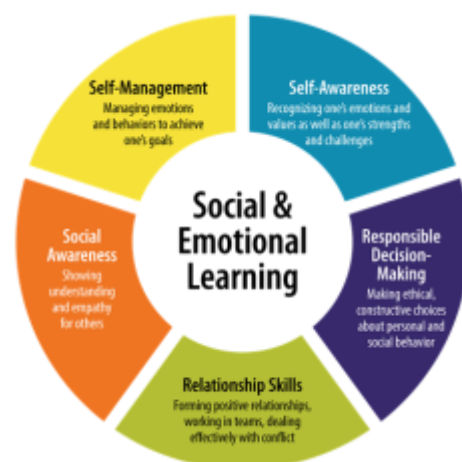 Self-Management
Managing emotions
and behaviors to achieve
one's goals
Self-Awareness
Recognizing one's emotions and
values as well as one's strengths
and challenges
Social &
Emotional
Learning
Social
Awareness
Showing
understanding
and empathy
for others
Responsible
Decision-
Making
Making ethical,
constructive choices
about personal and
social behavior
Relationship Skills
Forming positive relationships,
working in teams, dealing
effectively with conflict